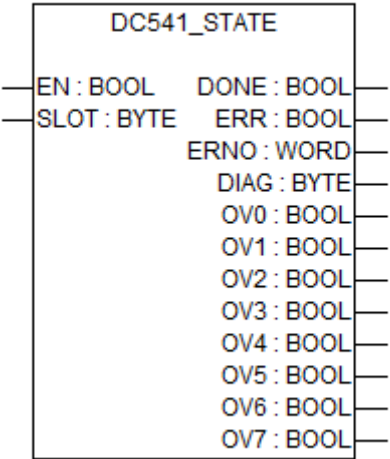 DC541_STATE
EN : BOOL DONE : BOOL
SLOT : BYTE ERR : BOOL
ERNO : WORD
DIAG : BYTE
OV0 : BOOL
OV1 : BOOL
OV2 : BOOL
OV3 : BOOL
OV4 : BOOL
OV5 : BOOL
OV6 : BOOL
OV7 : BOOL